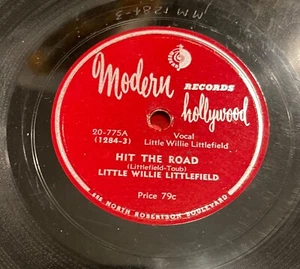 MM 1284-3
Modern
RECORDS
hollywood
20-775A
(1284-3)
Vocal
Little Willie Littlefield
HIT THE ROAD
(Littlefield-Toub)
LITTLE WILLIE LITTLEFIELD
Price 79c
686 NORTH ROBERTSON BOULEVARD